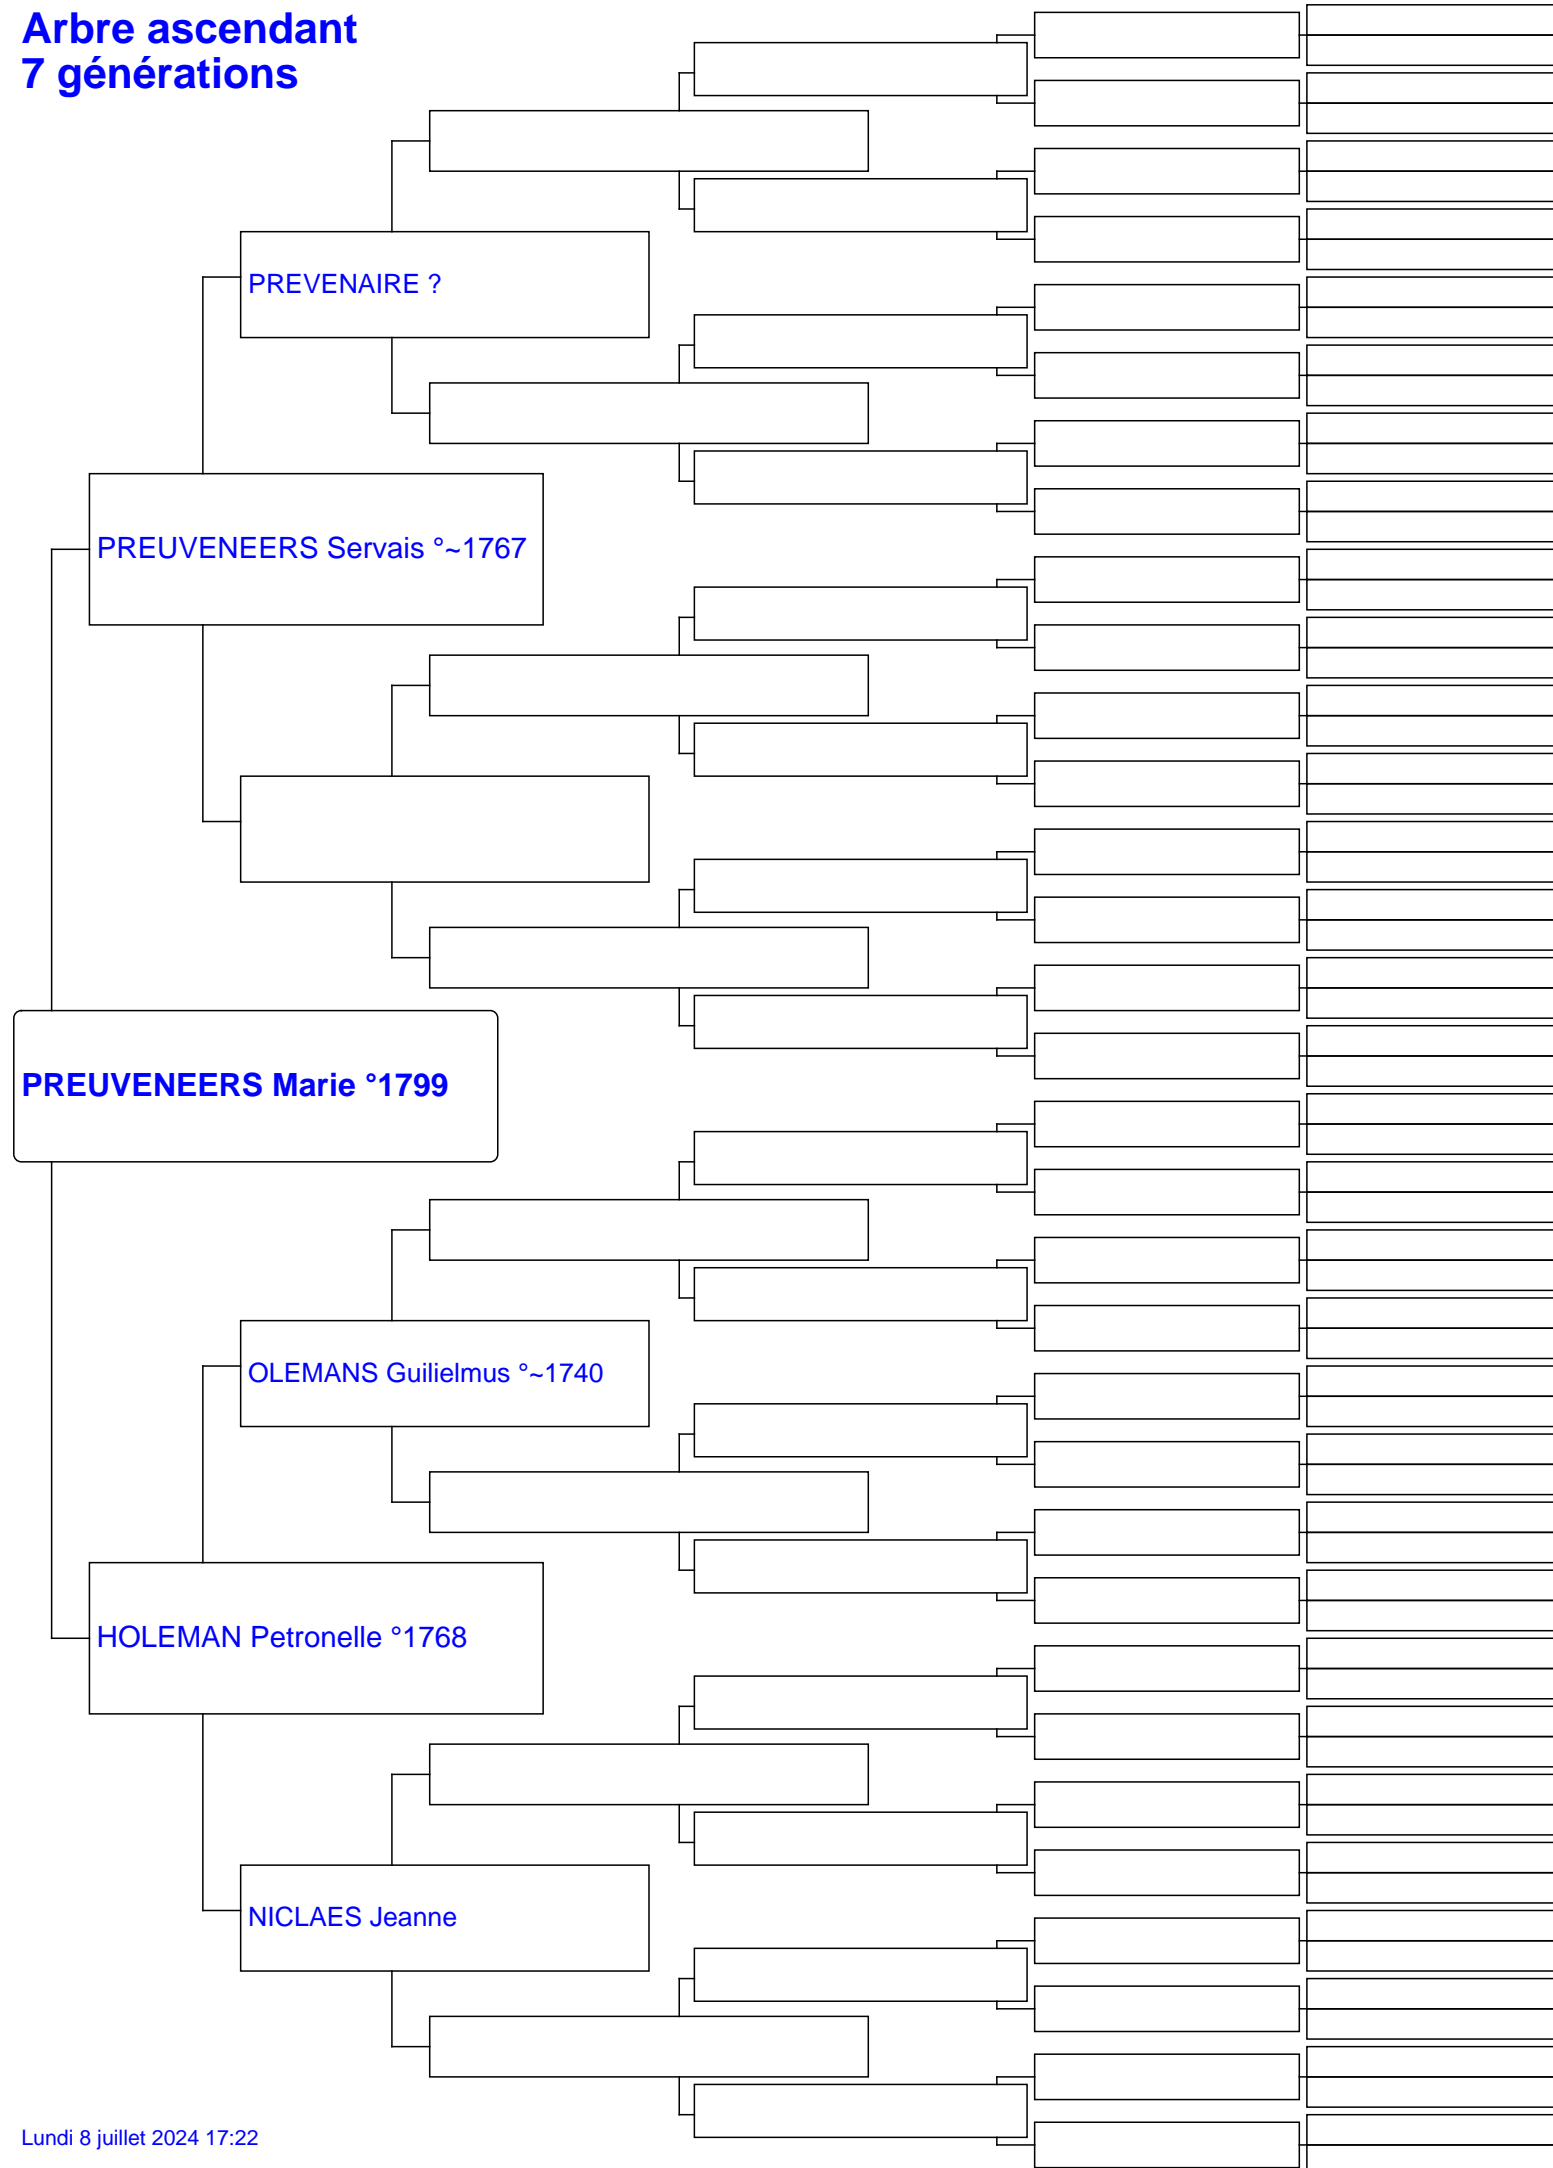 Arbre ascendant
7 générations
PREVENAIRE ?
PREUVENEERS Servais °~1767
PREUVENEERS Marie °1799
OLEMANS Guilielmus °~1740
HOLEMAN Petronelle °1768
NICLAES Jeanne
Lundi 8 juillet 2024 17:22